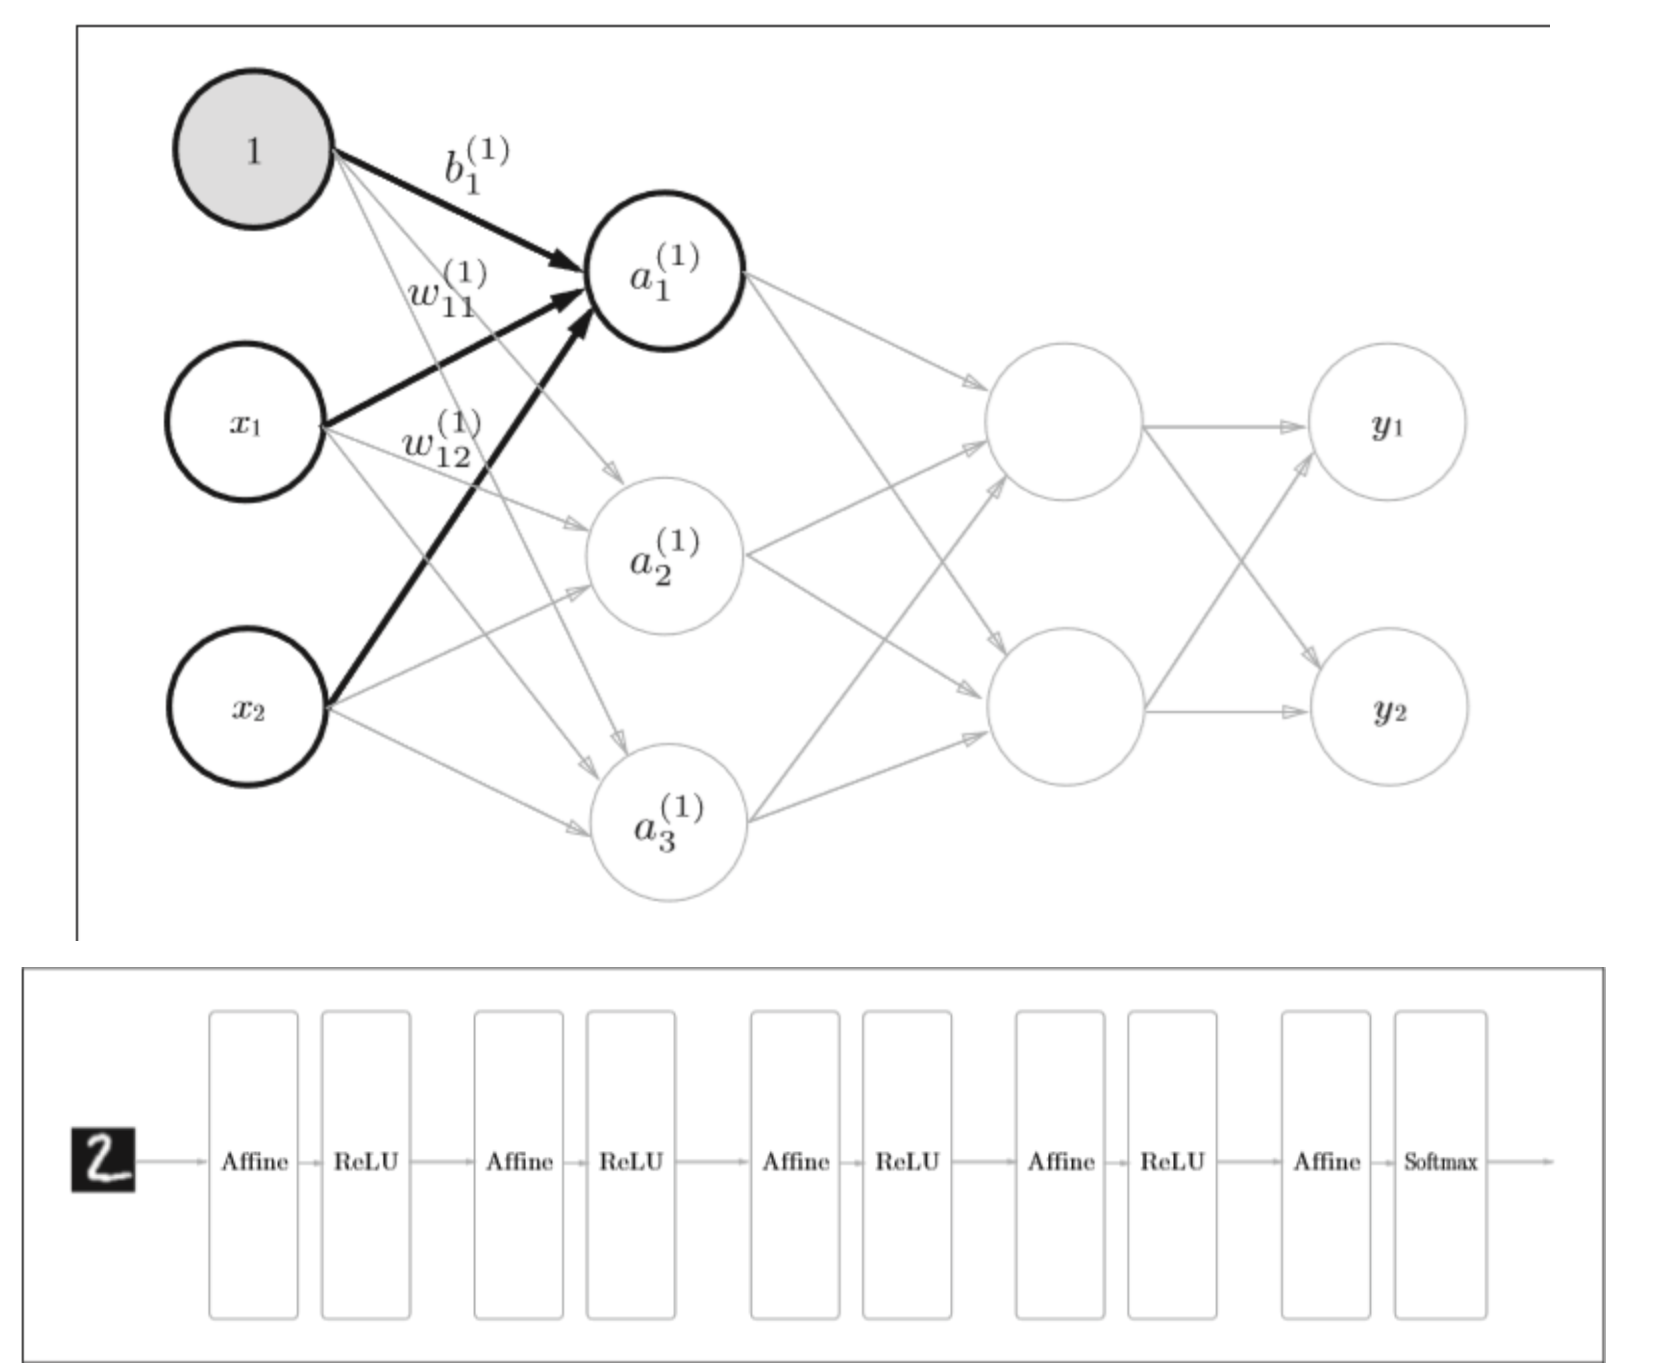 1
b_1^{(1)}
a_1^{(1)}
w_{11}^{(1)}
x_1
w_{12}^{(1)}
y_1
a_2^{(1)}
x_2
y_2
a_3^{(1)}
2 Affine ReLU Affine ReLU Affine ReLU Affine ReLU Affine Softmax